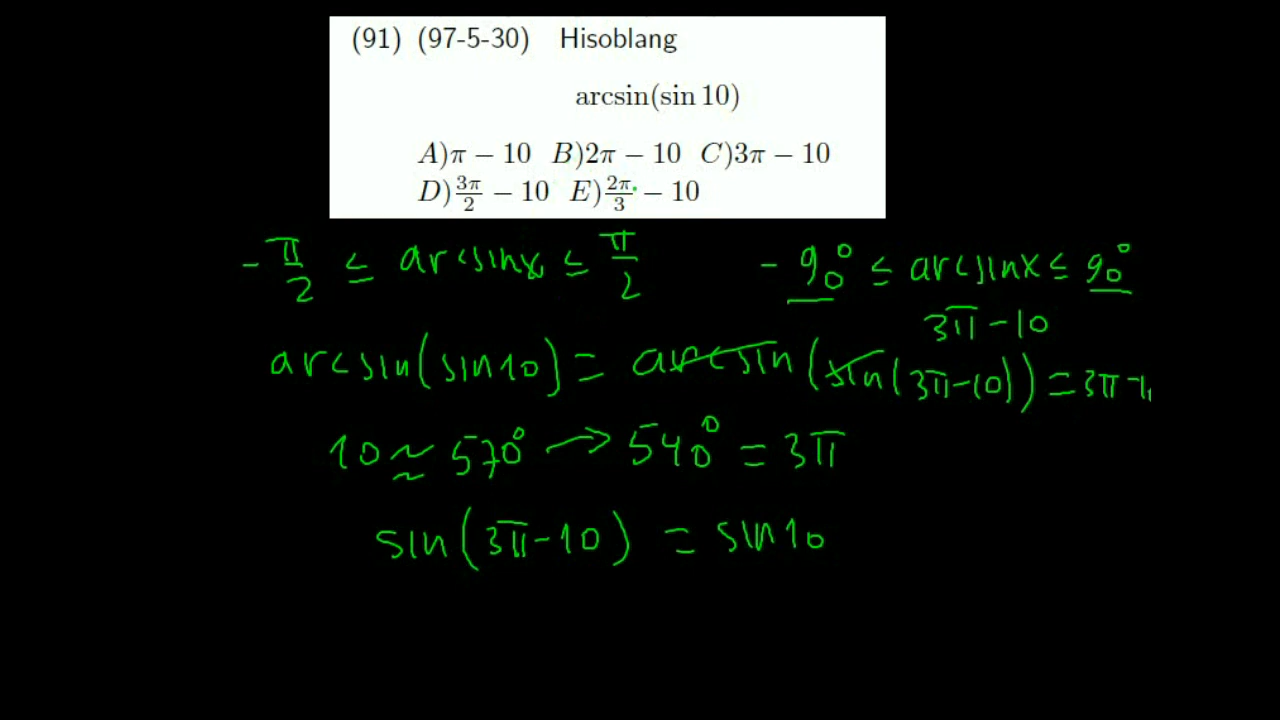 (91) (97-5-30) Hisoblang
arcsin(sin 10)
A)π − 10 B)2π − 10 C)3π − 10
D)3π/2 − 10 E)2π/3 − 10
-π/2 ≤ arcsinx ≤ π/2 -90° ≤ arcsinx ≤ 90°
3π-10
arcsin(sin10) = arcsin(sin(3π-10)) = 3π-1
10 ≈ 570° → 540° = 3π
sin(3π-10) = sin10